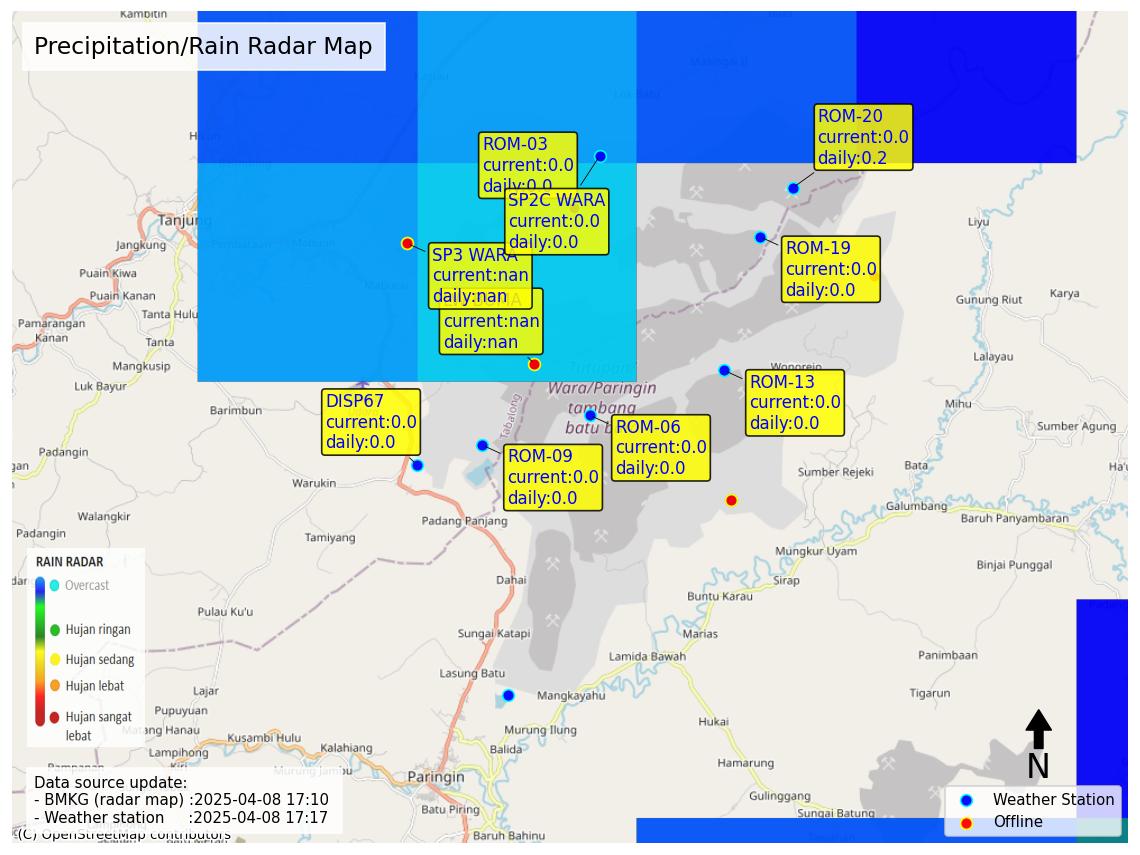 Kambitin
Precipitation/Rain Radar Map
ROM-20
current:0.0
daily:0.2
ROM-03
current:0.0
daily:0.0
SP2C WARA
current:0.0
daily:0.0
Tanjung
Liyu
Jangkung
ROM-19
current:0.0
daily:0.0
SP3 WARA
current:nan
daily:nan
Puain Kiwa
Puain Kanan
Karya
Gunung Riut
current:nan
daily:nan
Tanta Hulu
Pamarangan
Kanan
Tanta
Lalayau
Mangkusip
Wonorejo
Wara/Paringin
tambang
batu
ROM-13
current:0.0
daily:0.0
Luk Bayur
Tabalong
DISP67
current:0.0
daily:0.0
Barimbun
Mihu
ROM-06
current:0.0
daily:0.0
Sumber Agung
Padangin
ROM-09
current:0.0
daily:0.0
Bata
Sumber Rejeki
Warukin
Galumbang
Walangkir
Padang Panjang
Baruh Panyambaran
Padangin
Tamiyang
Mungkur Uyam
Binjai Punggal
RAIN RADAR
Overcast
Hujan ringan
Hujan sedang
Hujan lebat
Hujan sangat
lebat
Dahai
Sirap
Buntu Karau
Pulau Ku'u
Sungai Katapi
Marias
Lamida Bawah
Panimbaan
Lasung Batu
Lajar
Mangkayahu
Tigarun
Pupuyuan
Matang Hanau
Hukai
Murung Ilung
Kusambi Hulu
Kalahiang
Balida
Lampihong
Hamarung
N
Murung Jambu
Paringin
Data source update:
- BMKG (radar map) :2025-04-08 17:10
- Weather station :2025-04-08 17:17
Gulinggang
Weather Station
Offline
Batu Piring
Sungai Batung
Baruh Bahinu
(C) OpenStreetMap contributors